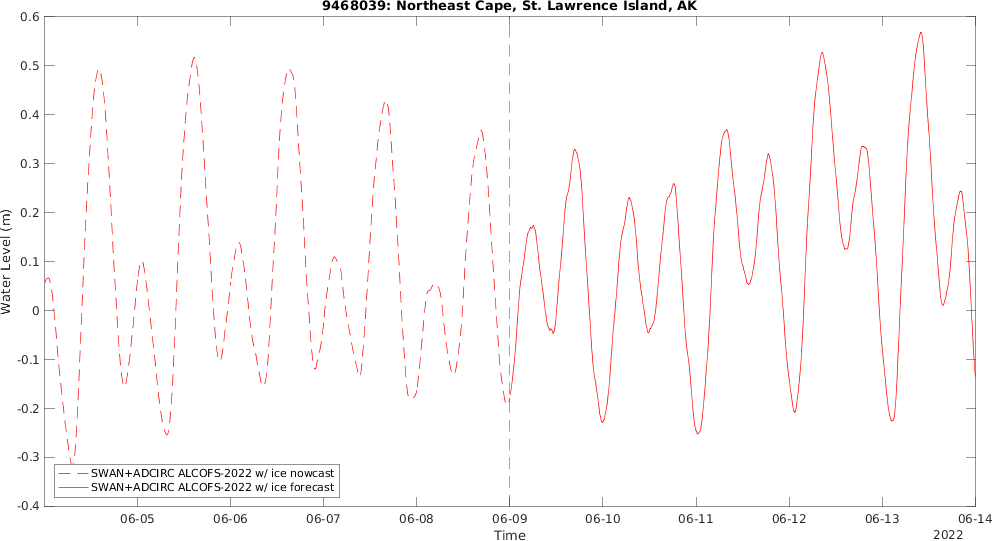 9468039: Northeast Cape, St. Lawrence Island, AK
0.6
0.5
0.4
0.3
0.2
0.1
0
-0.1
-0.2
-0.3
-0.4
Water Level (m)
SWAN+ADCIRC ALCOFS-2022 w/ ice nowcast
SWAN+ADCIRC ALCOFS-2022 w/ ice forecast
06-05 06-06 06-07 06-08 06-09 06-10 06-11 06-12 06-13 06-14
Time
2022